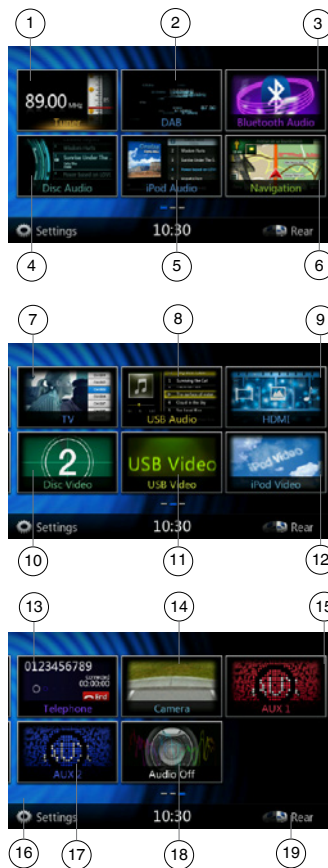 1 2 3
89.00 MHz
Tuner DAB Bluetooth Audio
Disc Audio iPod Audio Navigation
Settings 10:30 Rear
4 5 6
7 8 9
TV USB Audio HDMI
2 USB Video iPod Video
Disc Video USB Video iPod Video
Settings 10:30 Rear
10 11 12
13 14 15
0123456789
00:00:00
End
Telephone Camera AUX 1
AUX 2 Audio Off
Settings 10:30 Rear
16 17 18 19